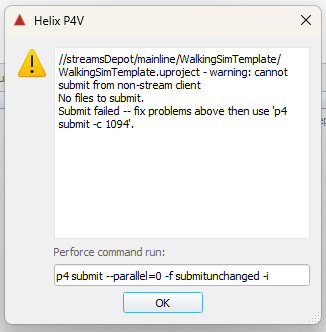 Helix P4V
//streamsDepot/mainline/WalkingSimTemplate/
WalkingSimTemplate.uproject - warning: cannot
submit from non-stream client
No files to submit.
Submit failed -- fix problems above then use 'p4
submit -c 1094'.
Perforce command run:
p4 submit --parallel=0 -f submitunchanged -i
OK